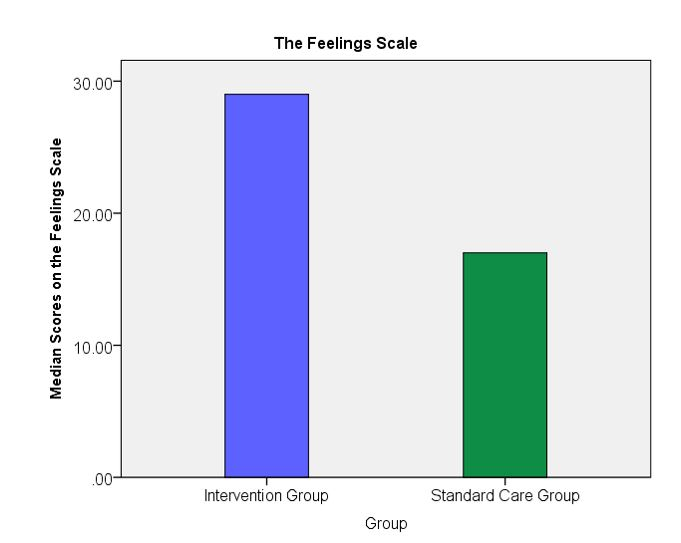 The Feelings Scale
Median Scores on the Feelings Scale
30.00
20.00
10.00
.00
Intervention Group
Standard Care Group
Group